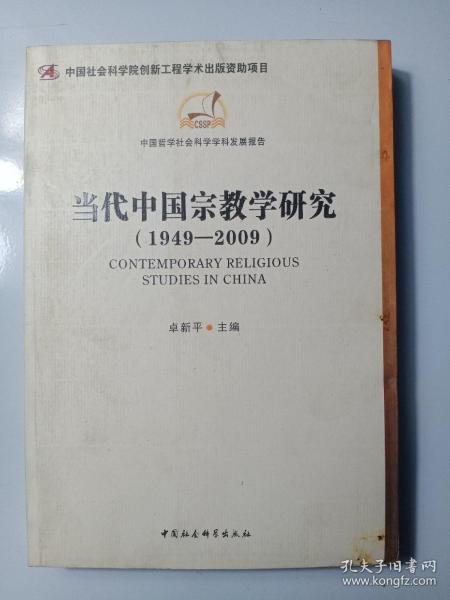 中国社会科学院创新工程学术出版资助项目
CSSP
中国哲学社会科学学科发展报告
当代中国宗教学研究
(1949—2009)
CONTEMPORARY RELIGIOUS
STUDIES IN CHINA
卓新平●主编
中国社会科学出版社
孔夫子旧书网
www.kongfz.com